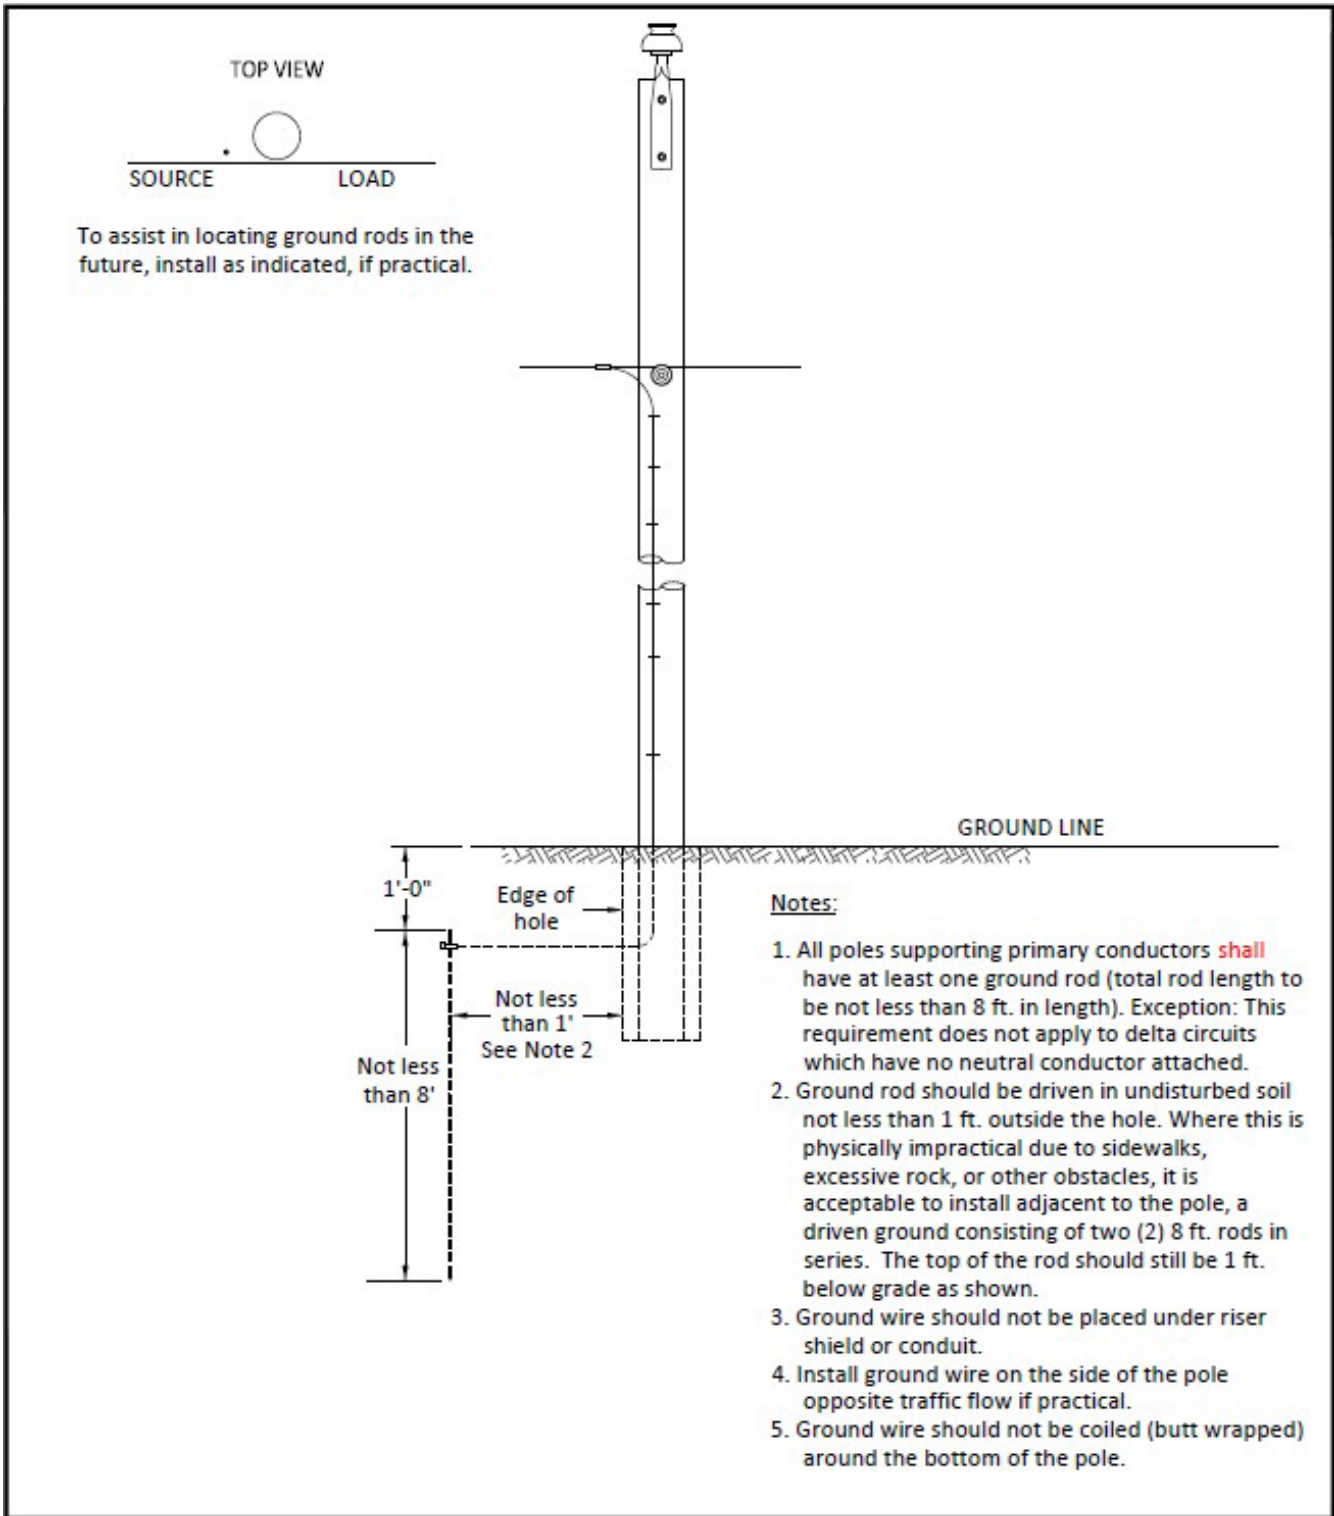 TOP VIEW
SOURCE
LOAD
To assist in locating ground rods in the
future, install as indicated, if practical.
GROUND LINE
1'-0"
Edge of
hole
Not less
than 1'
See Note 2
Not less
than 8'
Notes:
1. All poles supporting primary conductors shall
have at least one ground rod (total rod length to
be not less than 8 ft. in length). Exception: This
requirement does not apply to delta circuits
which have no neutral conductor attached.
2. Ground rod should be driven in undisturbed soil
not less than 1 ft. outside the hole. Where this is
physically impractical due to sidewalks,
excessive rock, or other obstacles, it is
acceptable to install adjacent to the pole, a
driven ground consisting of two (2) 8 ft. rods in
series. The top of the rod should still be 1 ft.
below grade as shown.
3. Ground wire should not be placed under riser
shield or conduit.
4. Install ground wire on the side of the pole
opposite traffic flow if practical.
5. Ground wire should not be coiled (butt wrapped)
around the bottom of the pole.